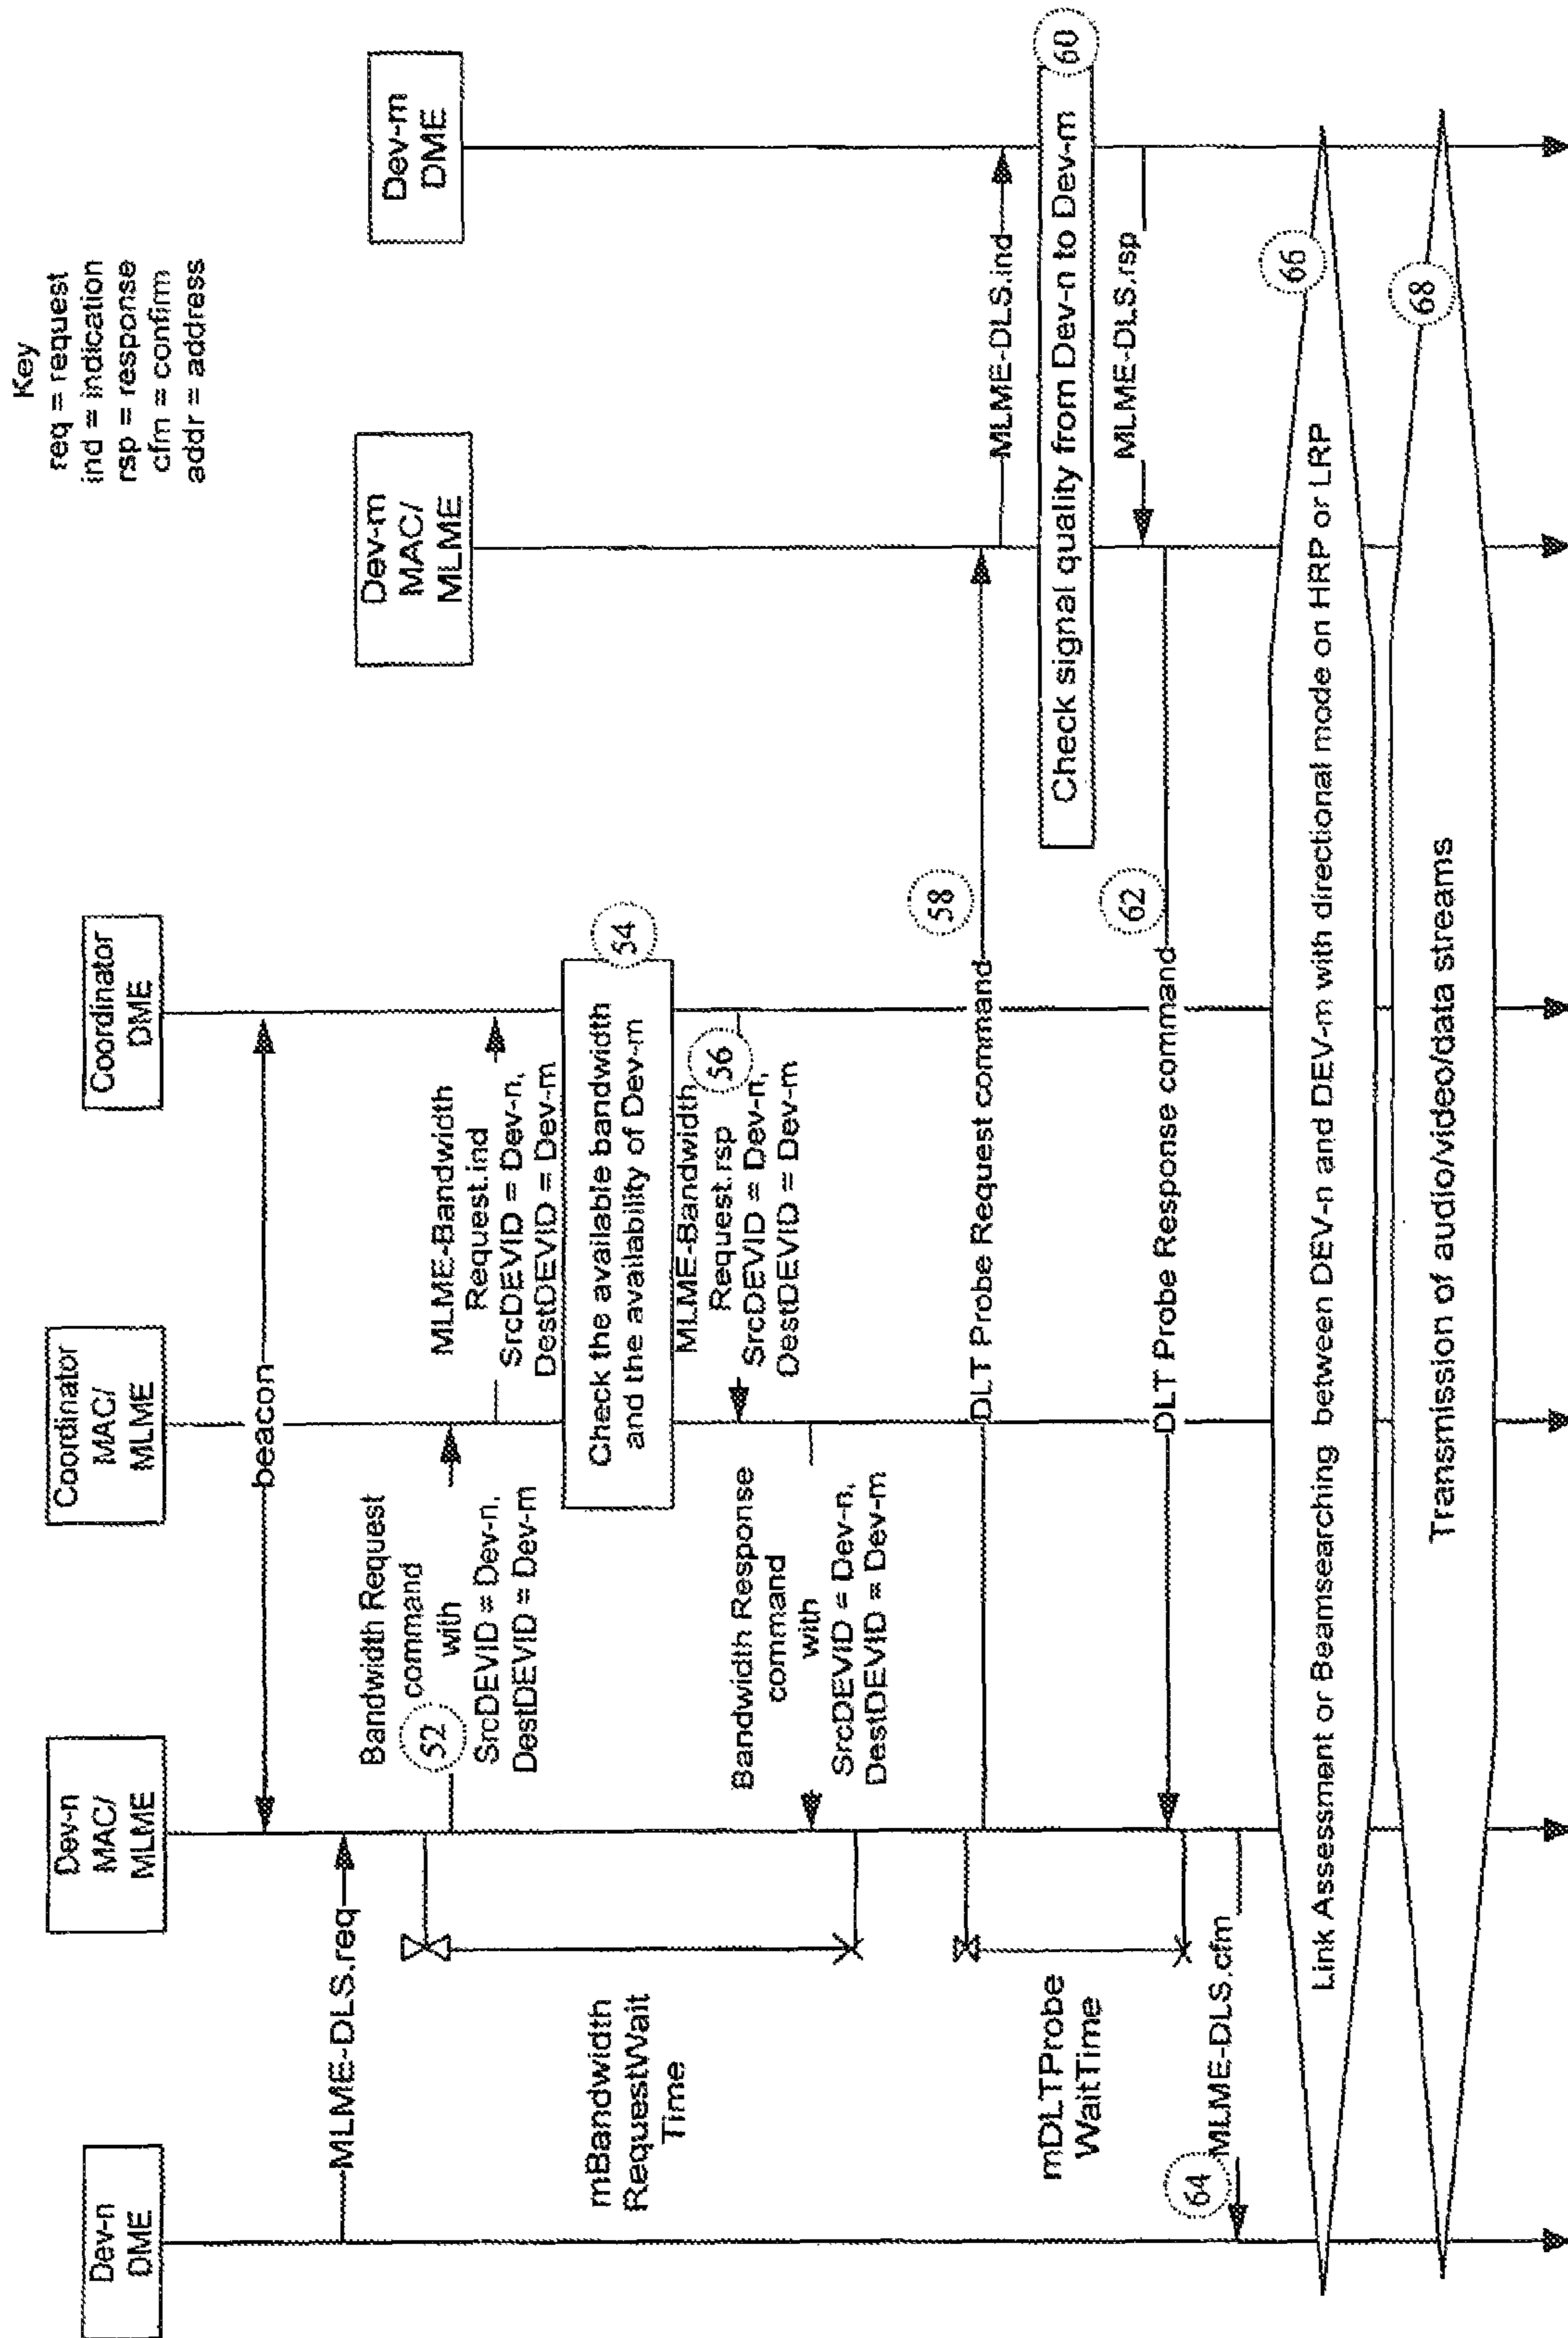 Key
req = request
ind = indication
rsp = response
cfm = confirm
addr = address
Dev-n
DME
Dev-n
MAC/
MLME
Coordinator
MAC/
MLME
Coordinator
DME
Dev-m
MAC/
MLME
Dev-m
DME
beacon
MLME-DLS.req
Bandwidth Request
command
52
with
SrcDEVID = Dev-n,
DestDEVID = Dev-m
MLME-Bandwidth
Request.ind
SrcDEVID = Dev-n,
DestDEVID = Dev-m
mBandwidth
RequestWait
Time
Check the available bandwidth
and the availability of Dev-m
54
MLME-Bandwidth
56
Request.rsp
SrcDEVID = Dev-n,
DestDEVID = Dev-m
Bandwidth Response
command
with
SrcDEVID = Dev-n,
DestDEVID = Dev-m
58
DLT Probe Request command
MLME-DLS.ind
mDLTProbe
WaitTime
Check signal quality from Dev-n to Dev-m
60
MLME-DLS.rsp
62
DLT Probe Response command
64
MLME-DLS.cfm
Link Assessment or Beamsearching between DEV-n and DEV-m with directional mode on HRP or LRP
66
Transmission of audio/video/data streams
68